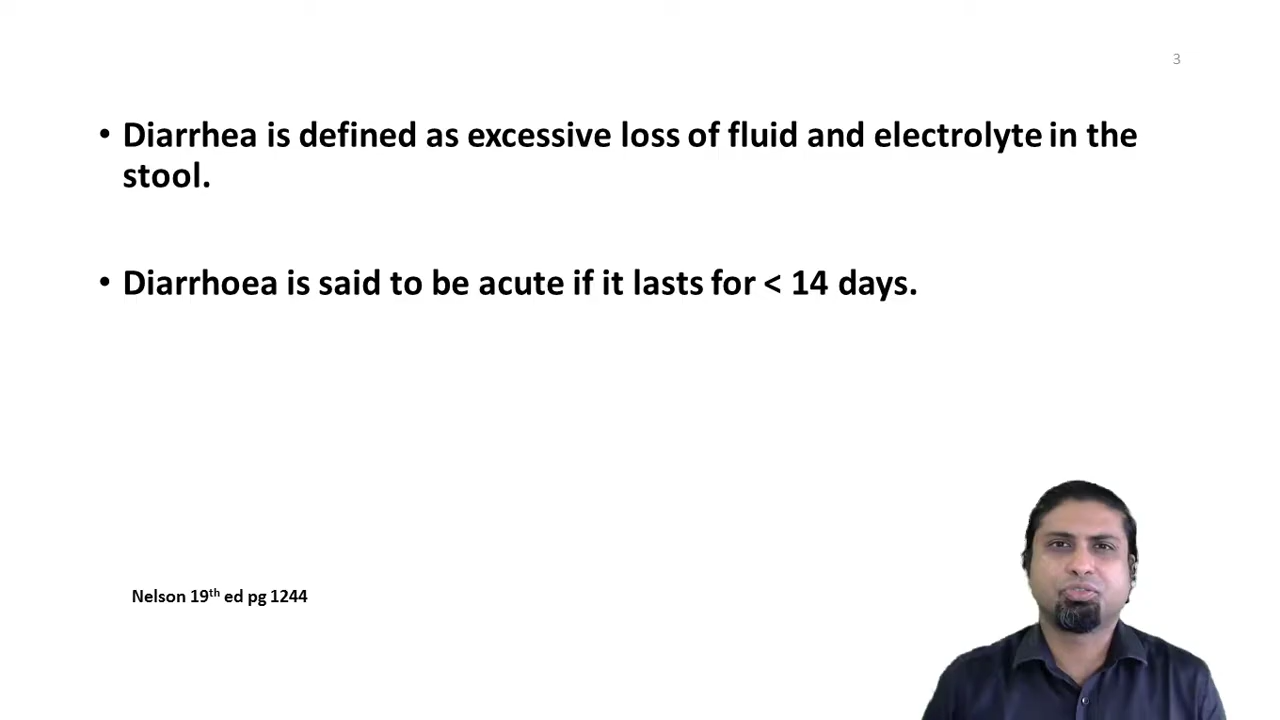 3
• Diarrhea is defined as excessive loss of fluid and electrolyte in the
stool.
• Diarrhoea is said to be acute if it lasts for < 14 days.
Nelson 19th ed pg 1244